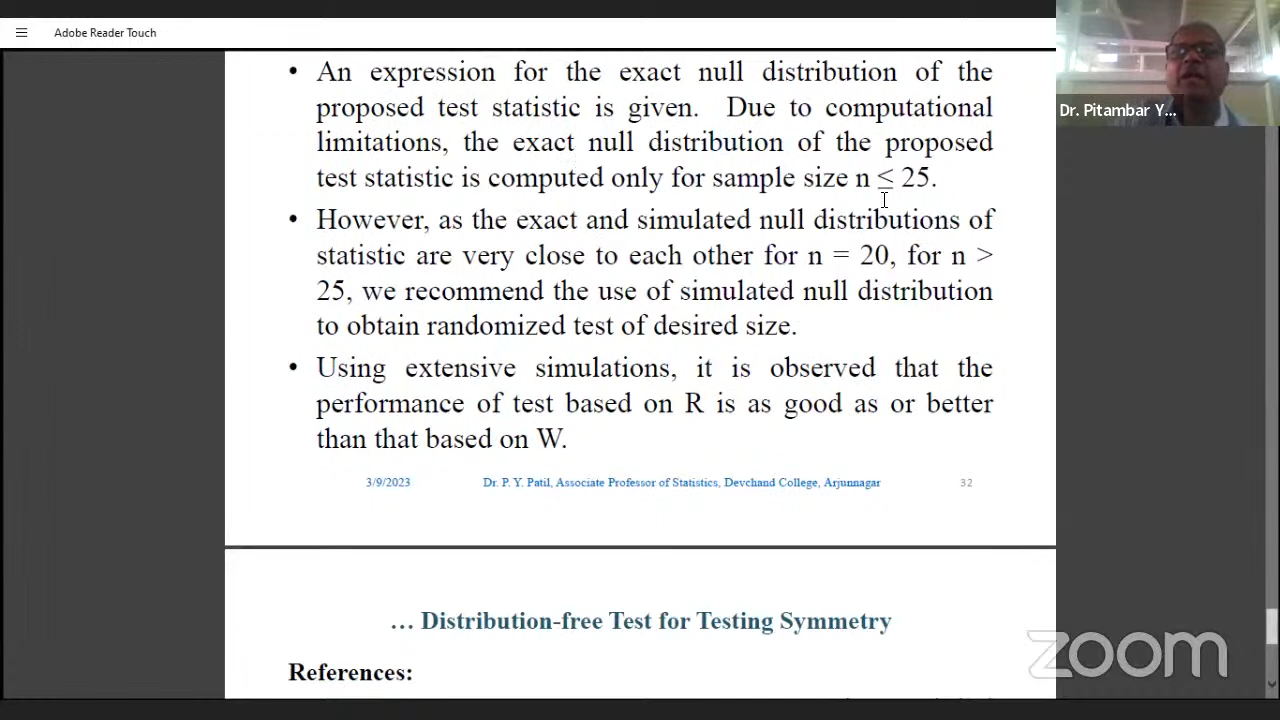 Adobe Reader Touch
• An expression for the exact null distribution of the
proposed test statistic is given. Due to computational
limitations, the exact null distribution of the proposed
test statistic is computed only for sample size n ≤ 25.
• However, as the exact and simulated null distributions of
statistic are very close to each other for n = 20, for n >
25, we recommend the use of simulated null distribution
to obtain randomized test of desired size.
• Using extensive simulations, it is observed that the
performance of test based on R is as good as or better
than that based on W.
3/9/2023 Dr. P. Y. Patil, Associate Professor of Statistics, Devchand College, Arjunnagar 32
… Distribution-free Test for Testing Symmetry
References:
Dr. Pitambar Y...
zoom